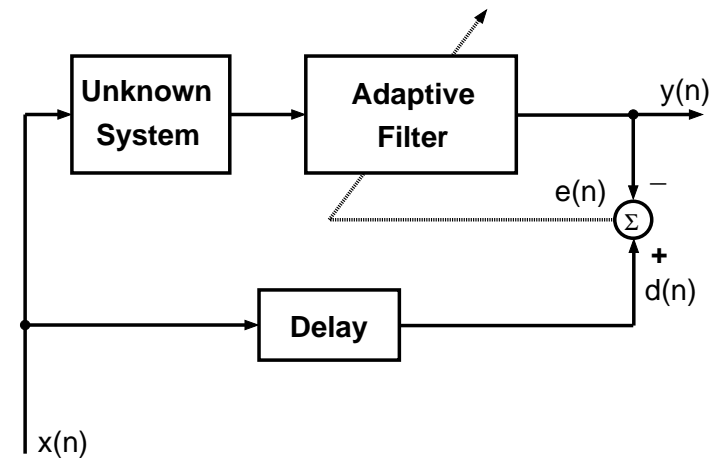 Unknown
System
Adaptive
Filter
y(n)
e(n)
−
Σ
+
d(n)
Delay
x(n)